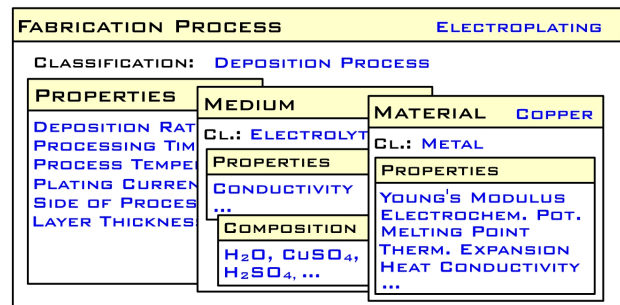 Fabrication Process Electroplating
Classification: Deposition Process
Properties
Deposition Rat
Processing Tim
Process Temper
Plating Curren
Side of Proces
Layer Thicknes
Medium
Cl.: Electrolyt
Properties
Conductivity
...
Composition
H₂O, CuSO₄,
H₂SO₄, ...
Material Copper
Cl.: Metal
Properties
Young's Modulus
Electrochem. Pot.
Melting Point
Therm. Expansion
Heat Conductivity
...